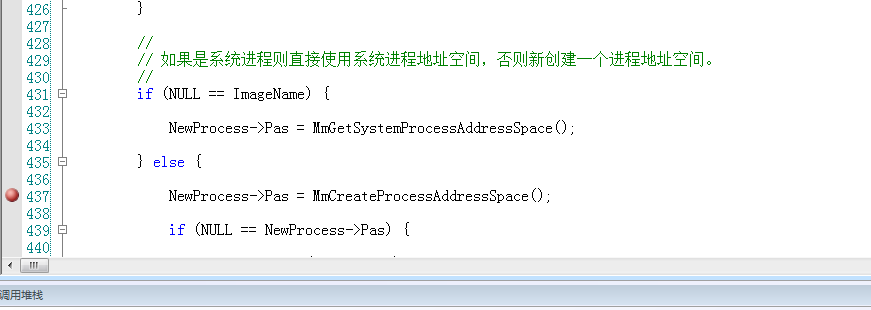 426 }
427
428 //
429 // 如果是系统进程则直接使用系统进程地址空间，否则新创建一个进程地址空间。
430 //
431 if (NULL == ImageName) {
432
433 NewProcess->Pas = MmGetSystemProcessAddressSpace();
434
435 } else {
436
437 NewProcess->Pas = MmCreateProcessAddressSpace();
438
439 if (NULL == NewProcess->Pas) {
440
调用堆栈